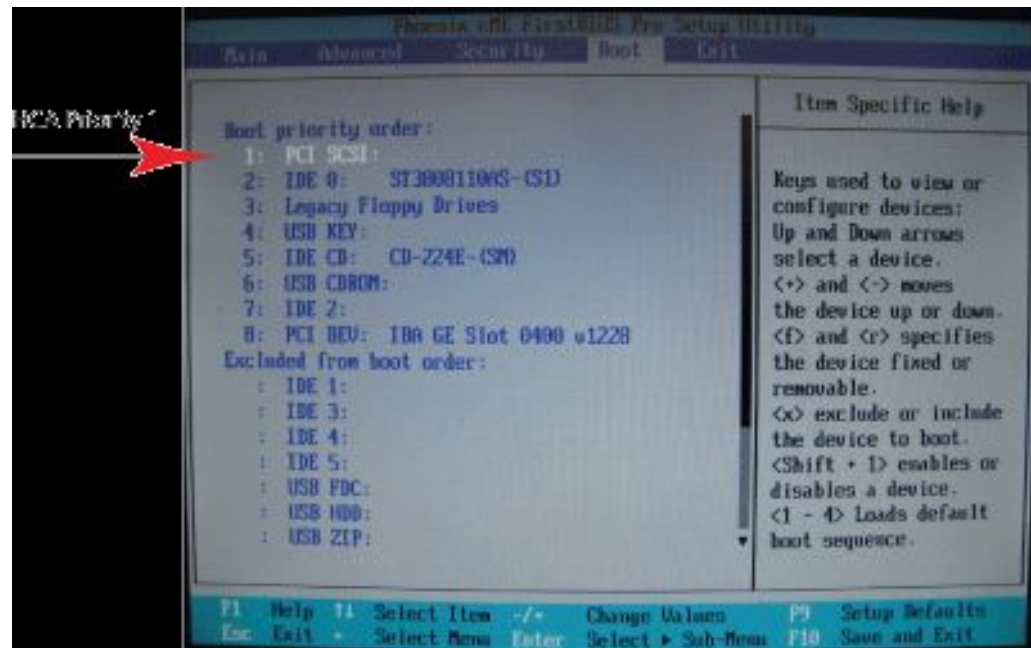 Phoenix cME FirstBIOS Pro Setup Utility
Main Advanced Security Boot Exit
HCA Priority 1
Item Specific Help
Boot priority order:
1: PCI SCSI:
2: IDE 0: ST3808110AS-(S1)
3: Legacy Floppy Drives
4: USB KEY:
5: IDE CD: CD-224E-(SM)
6: USB CDROM:
7: IDE 2:
8: PCI BEV: IBA GE Slot 0400 v1228
Excluded from boot order:
: IDE 1:
: IDE 3:
: IDE 4:
: IDE 5:
: USB FDC:
: USB HDD:
: USB ZIP:
Keys used to view or
configure devices:
Up and Down arrows
select a device.
<+> and <-> moves
the device up or down.
<f> and <r> specifies
the device fixed or
removable.
<x> exclude or include
the device to boot.
<Shift + 1> enables or
disables a device.
<1 - 4> Loads default
boot sequence.
F1 Help ↑↓ Select Item -/+ Change Values F9 Setup Defaults
Esc Exit Select Menu Enter Select ▶ Sub-Menu F10 Save and Exit